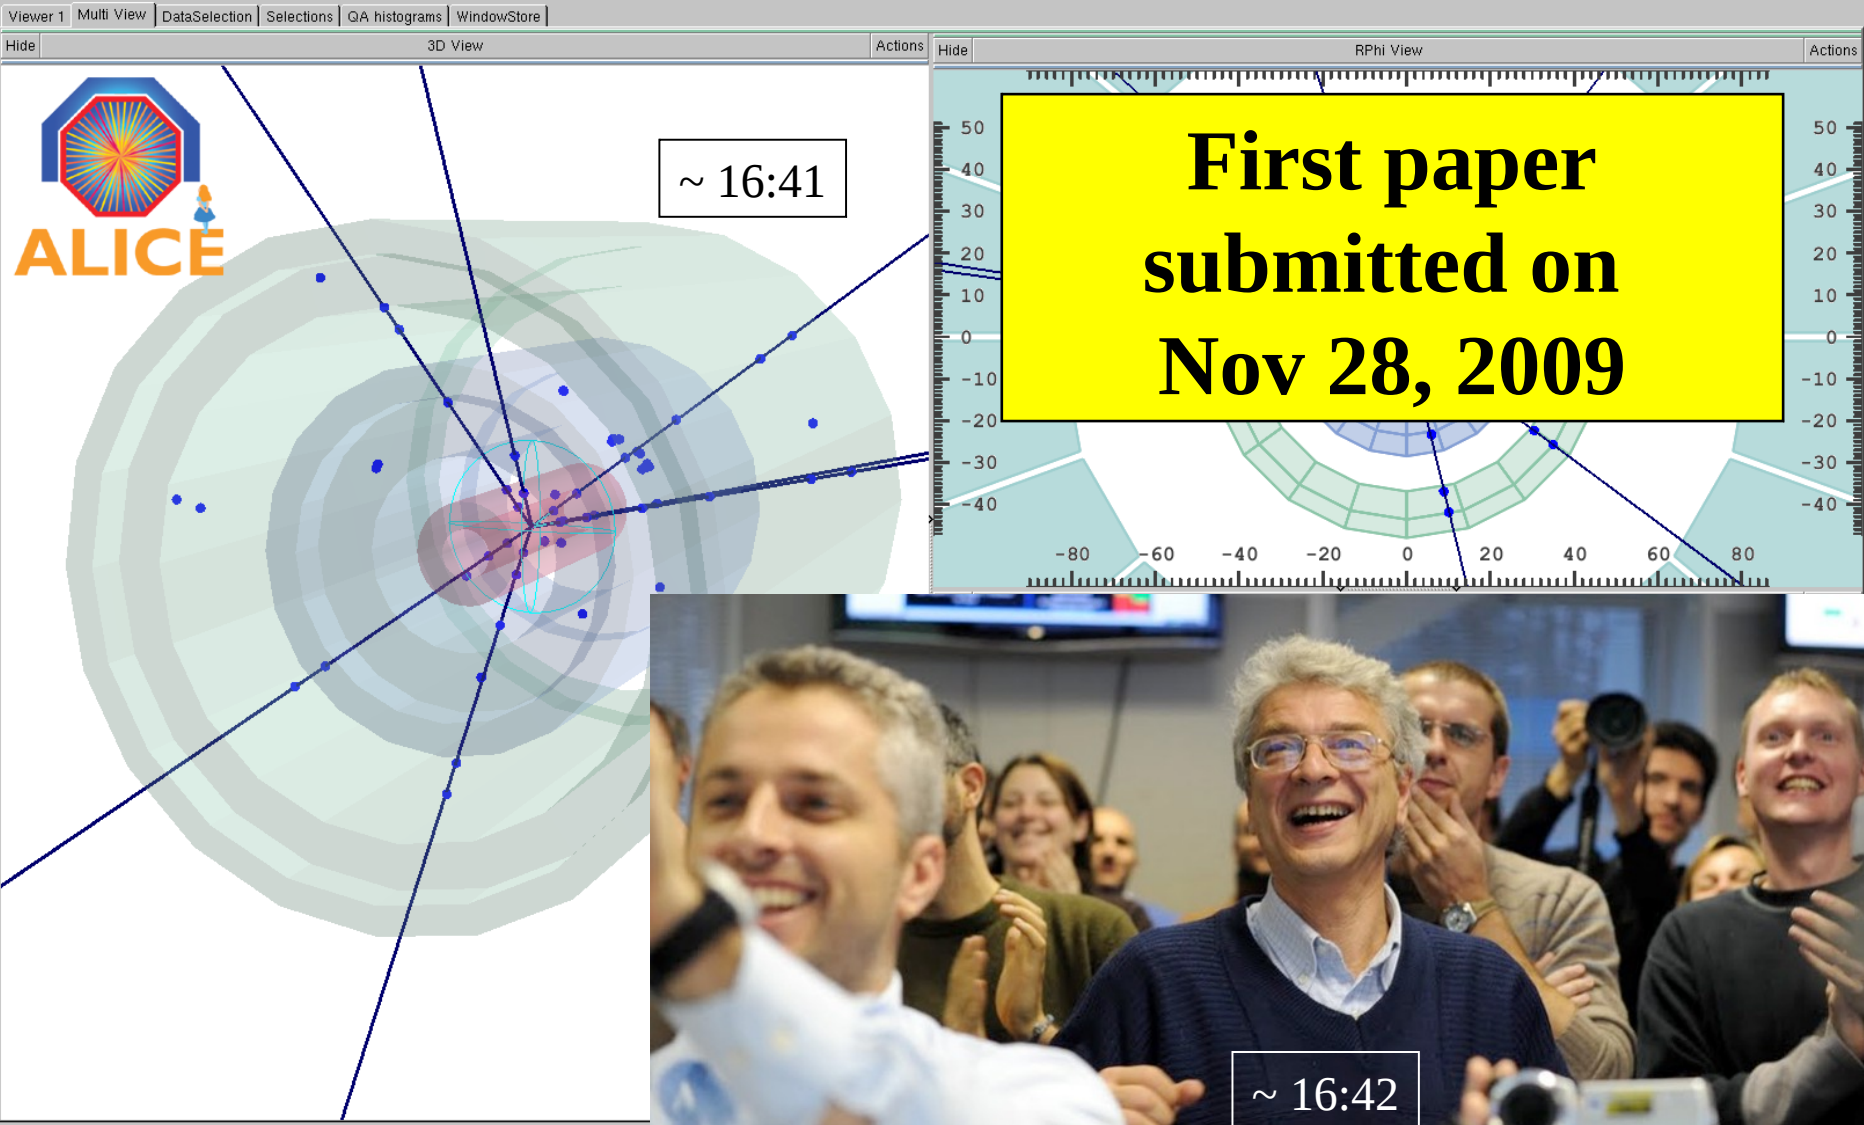 Viewer 1 Multi View DataSelection Selections QA histograms WindowStore
Hide 3D View Actions
Hide RPhi View Actions
ALICE
~ 16:41
First paper
submitted on
Nov 28, 2009
50 50
40 40
30 30
20 20
10 10
0 0
-10 -10
-20 -20
-30 -30
-40 -40
-80 -60 -40 -20 0 20 40 60 80
~ 16:42